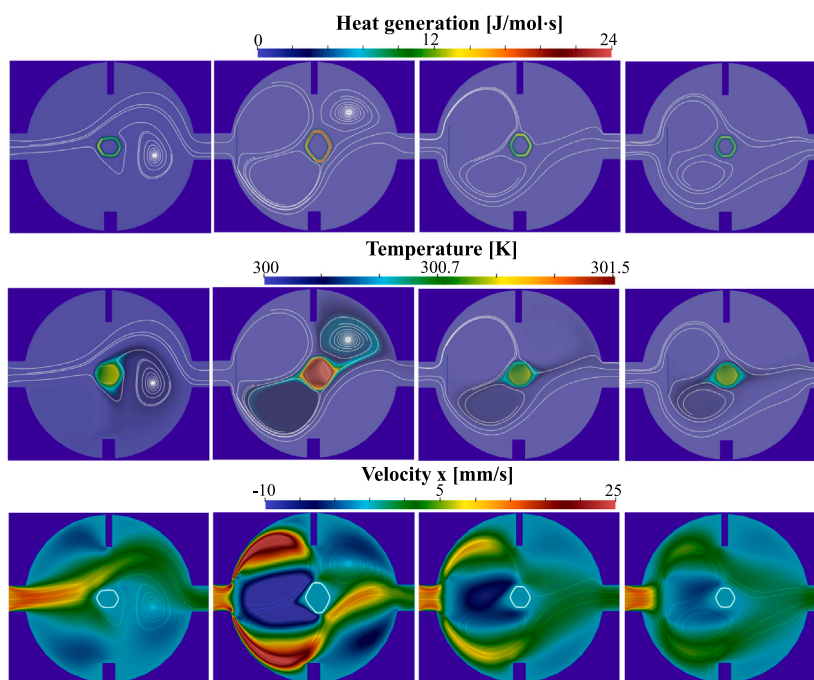 Heat generation [J/mol·s]
0 12 24
Temperature [K]
300 300.7 301.5
Velocity x [mm/s]
-10 5 25